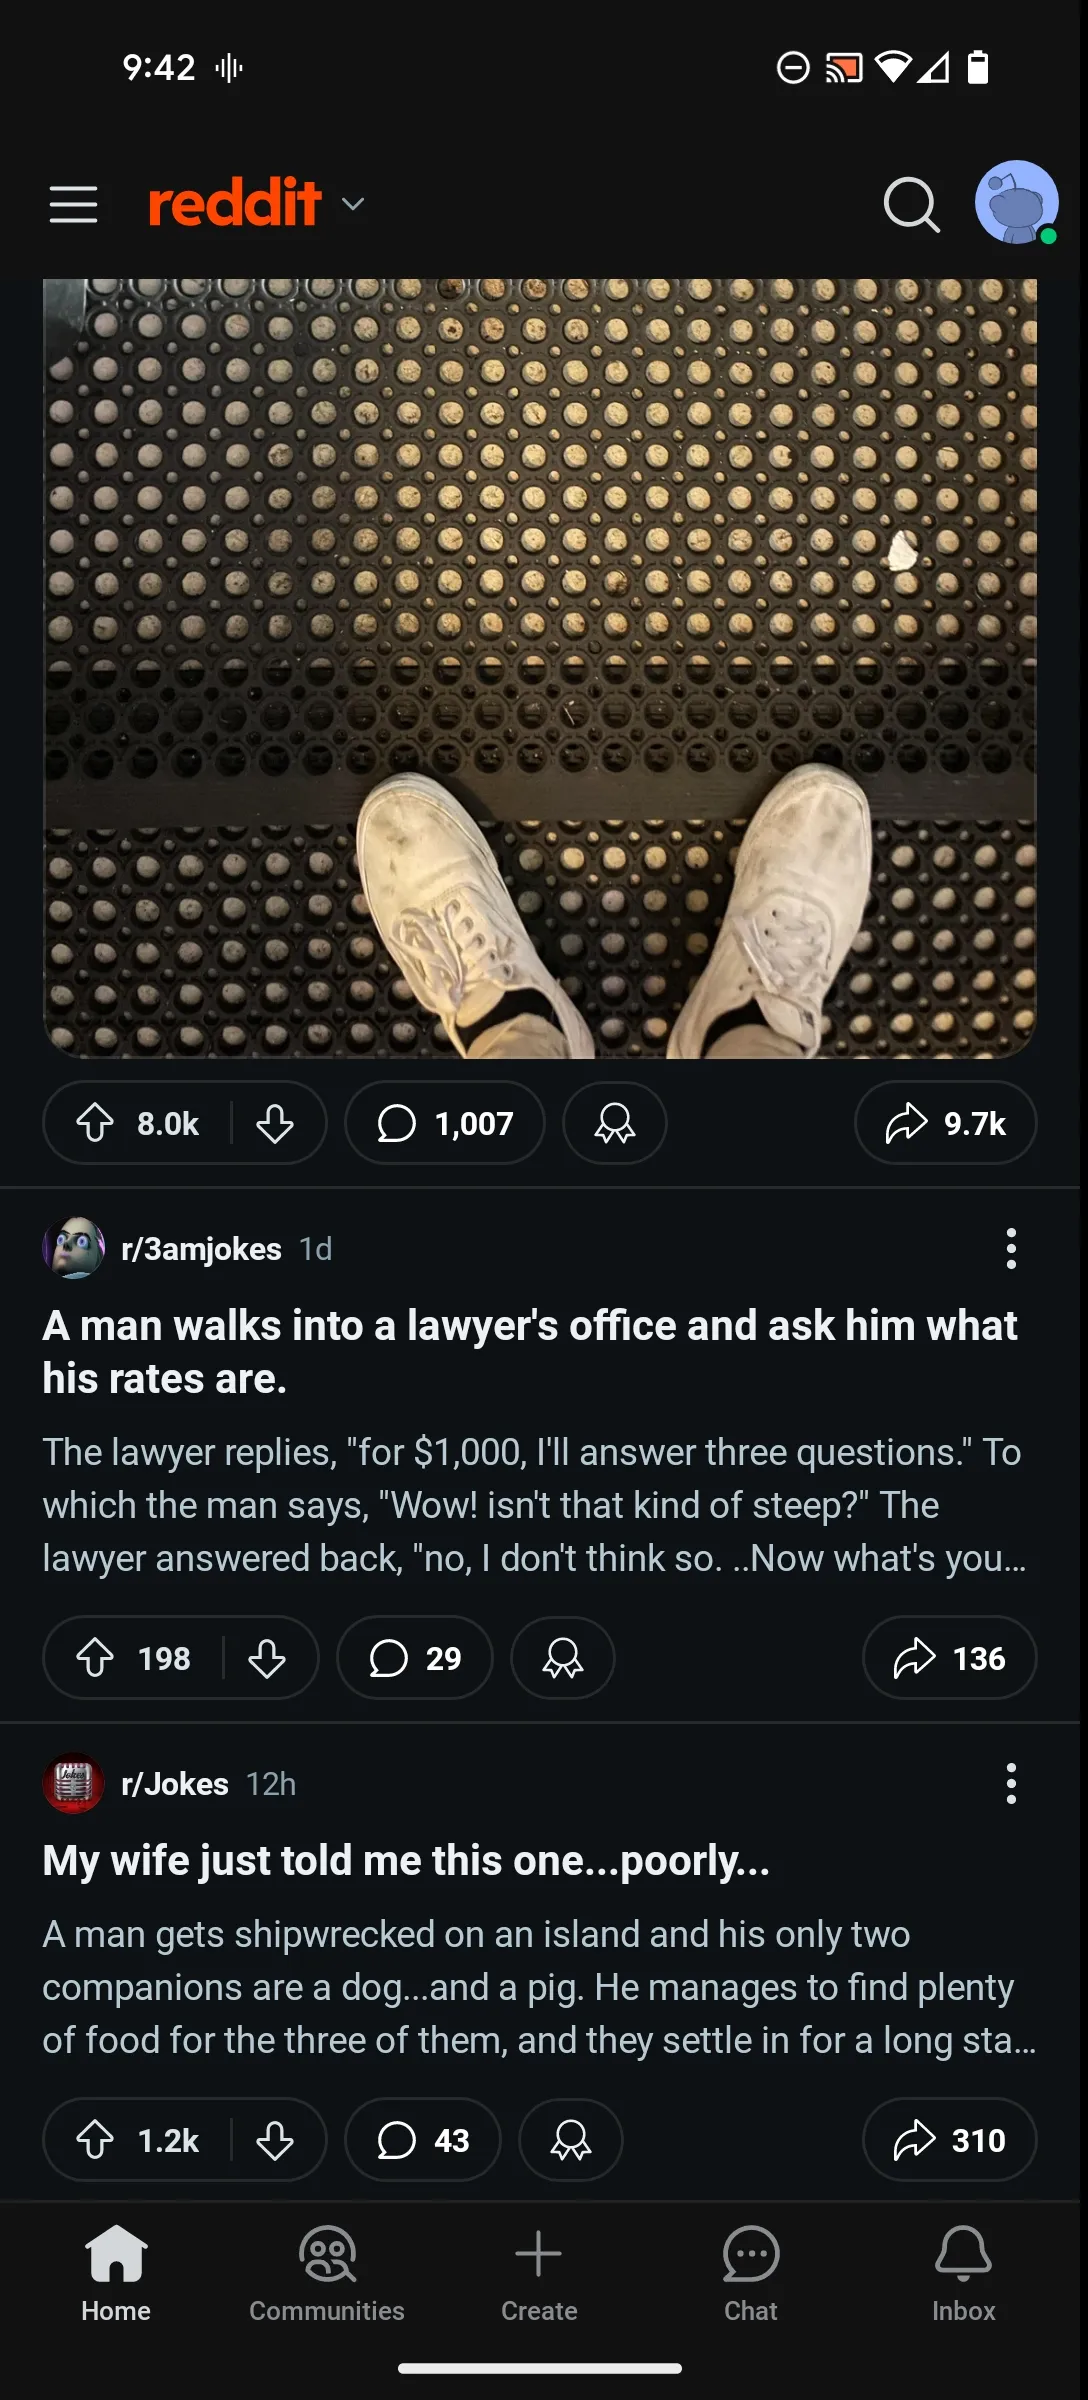 9:42
reddit
8.0k
1,007
9.7k
r/3amjokes 1d
A man walks into a lawyer's office and ask him what
his rates are.
The lawyer replies, "for $1,000, I'll answer three questions." To
which the man says, "Wow! isn't that kind of steep?" The
lawyer answered back, "no, I don't think so. ..Now what's you...
198
29
136
r/Jokes 12h
My wife just told me this one...poorly...
A man gets shipwrecked on an island and his only two
companions are a dog...and a pig. He manages to find plenty
of food for the three of them, and they settle in for a long sta...
1.2k
43
310
Home
Communities
Create
Chat
Inbox